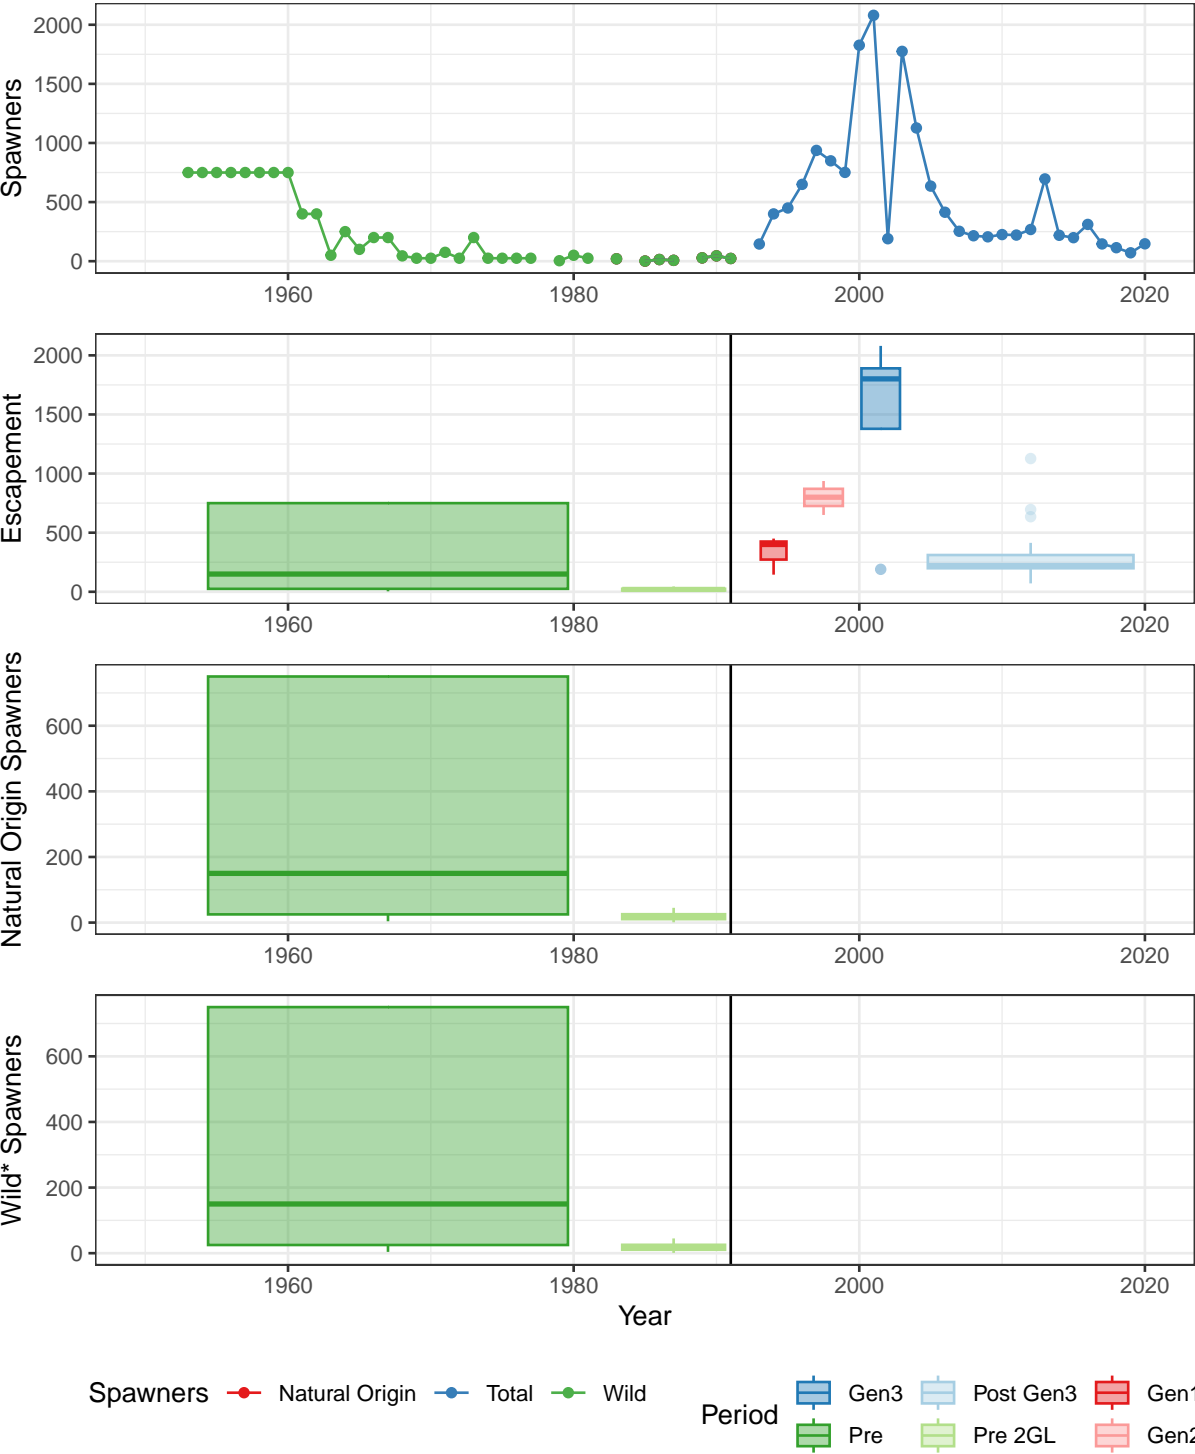 Spawners
2000
1500
1000
500
0
1960 1980 2000 2020
Escapement
2000
1500
1000
500
0
1960 1980 2000 2020
Natural Origin Spawners
600
400
200
0
1960 1980 2000 2020
Wild* Spawners
600
400
200
0
1960 1980 2000 2020
Year
Spawners Natural Origin Total Wild
Period Gen3 Post Gen3 Gen1
Pre Pre 2GL Gen2